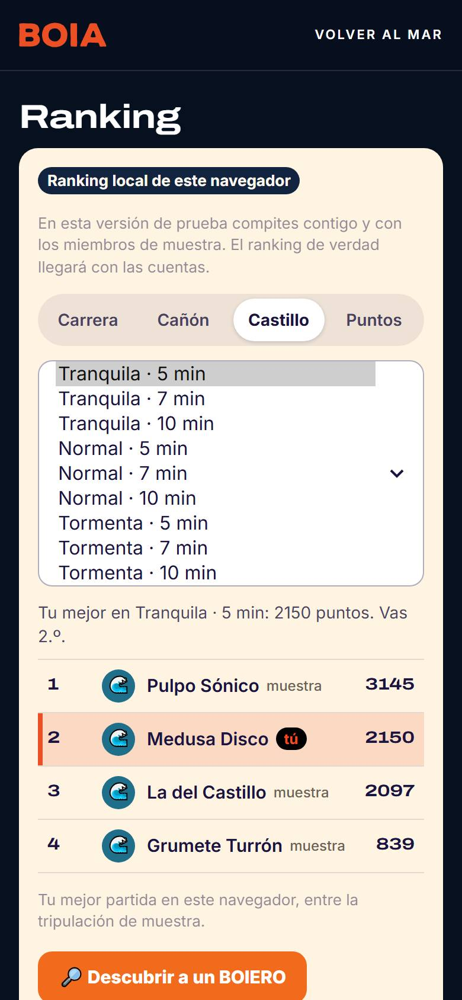 BOIA
VOLVER AL MAR
Ranking
Ranking local de este navegador
En esta versión de prueba compites contigo y con
los miembros de muestra. El ranking de verdad
llegará con las cuentas.
Carrera Cañón Castillo Puntos
Tranquila · 5 min
Tranquila · 7 min
Tranquila · 10 min
Normal · 5 min
Normal · 7 min
Normal · 10 min
Tormenta · 5 min
Tormenta · 7 min
Tormenta · 10 min
Tu mejor en Tranquila · 5 min: 2150 puntos. Vas
2.º.
1 Pulpo Sónico muestra 3145
2 Medusa Disco tú 2150
3 La del Castillo muestra 2097
4 Grumete Turrón muestra 839
Tu mejor partida en este navegador, entre la
tripulación de muestra.
Descubrir a un BOIERO